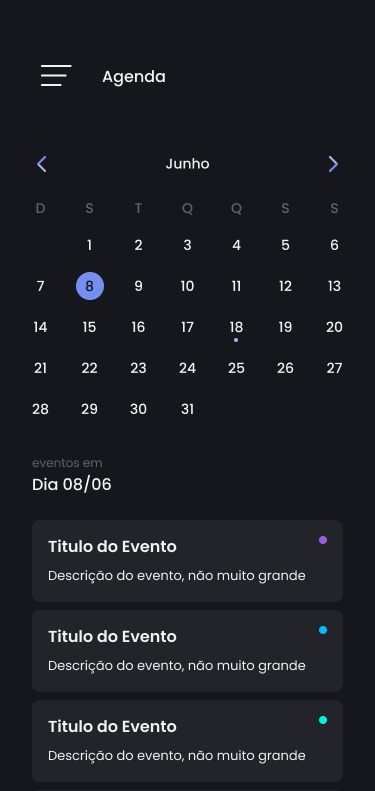 Agenda
Junho
D S T Q Q S S
1 2 3 4 5 6
7 8 9 10 11 12 13
14 15 16 17 18 19 20
21 22 23 24 25 26 27
28 29 30 31
eventos em
Dia 08/06
Titulo do Evento
Descrição do evento, não muito grande
Titulo do Evento
Descrição do evento, não muito grande
Titulo do Evento
Descrição do evento, não muito grande